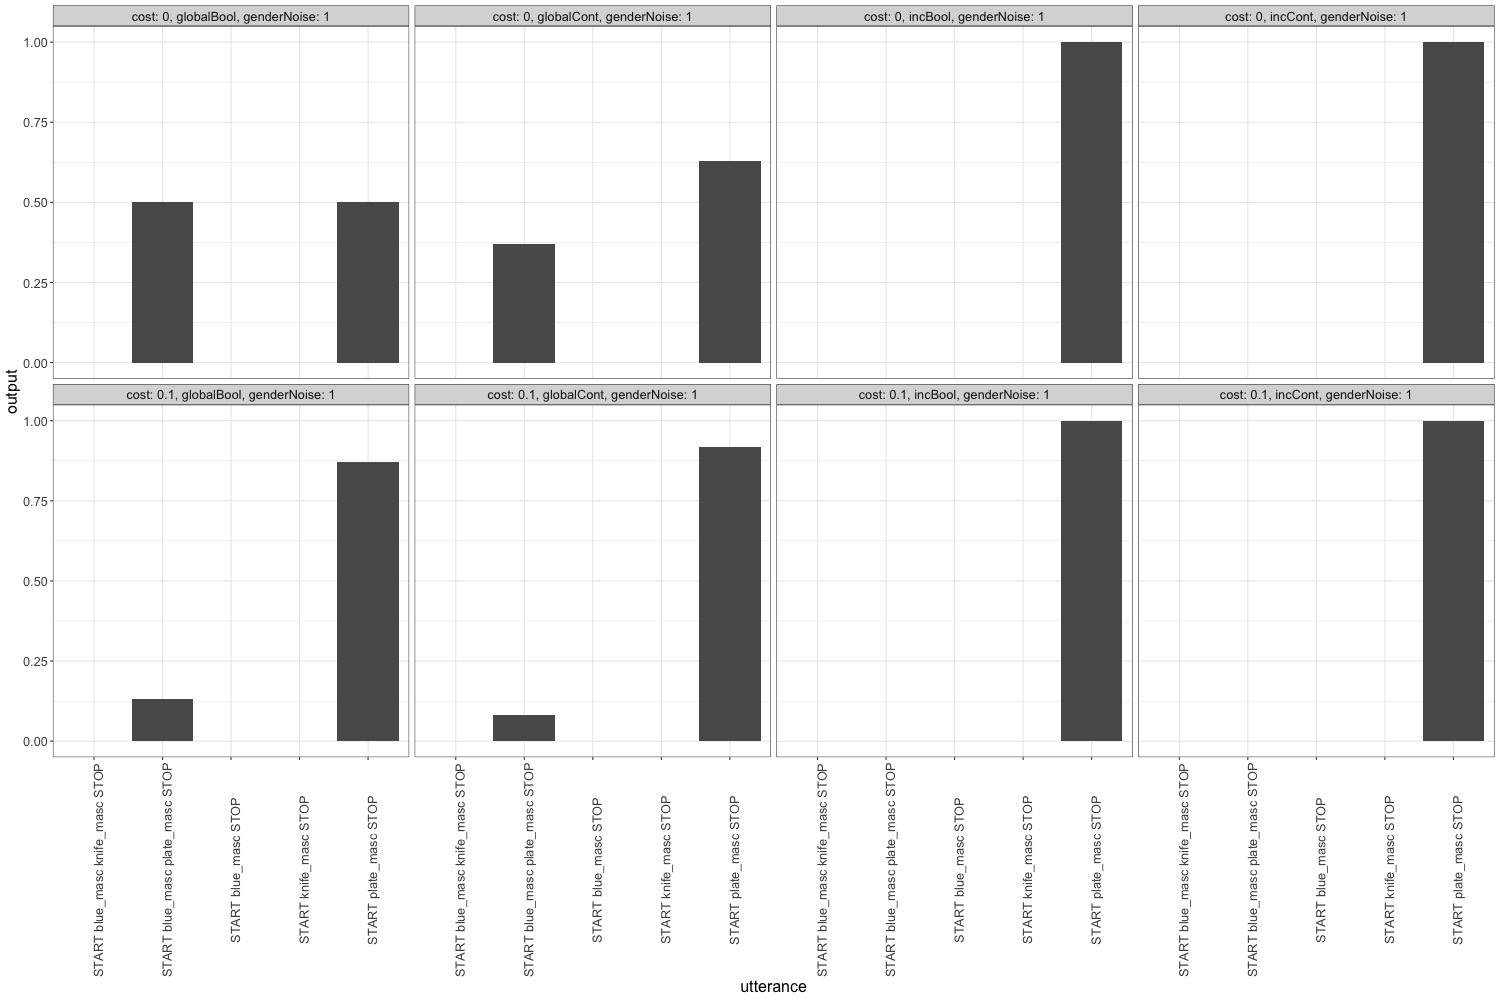 cost: 0, globalBool, genderNoise: 1
cost: 0, globalCont, genderNoise: 1
cost: 0, incBool, genderNoise: 1
cost: 0, incCont, genderNoise: 1
1.00
0.75
0.50
0.25
0.00
output
cost: 0.1, globalBool, genderNoise: 1
cost: 0.1, globalCont, genderNoise: 1
cost: 0.1, incBool, genderNoise: 1
cost: 0.1, incCont, genderNoise: 1
1.00
0.75
0.50
0.25
0.00
START blue_masc knife_masc STOP
START blue_masc plate_masc STOP
START blue_masc STOP
START knife_masc STOP
START plate_masc STOP
START blue_masc knife_masc STOP
START blue_masc plate_masc STOP
START blue_masc STOP
START knife_masc STOP
START plate_masc STOP
START blue_masc knife_masc STOP
START blue_masc plate_masc STOP
START blue_masc STOP
START knife_masc STOP
START plate_masc STOP
START blue_masc knife_masc STOP
START blue_masc plate_masc STOP
START blue_masc STOP
START knife_masc STOP
START plate_masc STOP
utterance